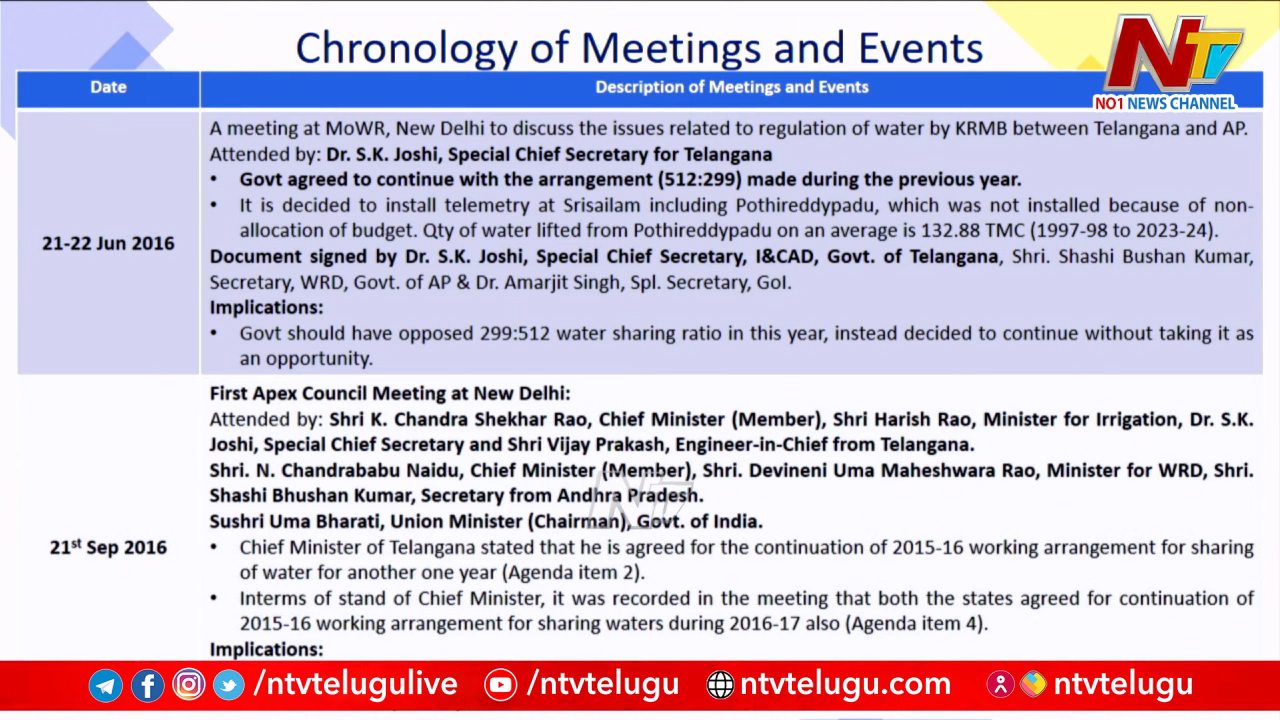 Chronology of Meetings and Events
NTV
NO1 NEWS CHANNEL
Date
Description of Meetings and Events
21-22 Jun 2016
A meeting at MoWR, New Delhi to discuss the issues related to regulation of water by KRMB between Telangana and AP.
Attended by: Dr. S.K. Joshi, Special Chief Secretary for Telangana
• Govt agreed to continue with the arrangement (512:299) made during the previous year.
• It is decided to install telemetry at Srisailam including Pothireddypadu, which was not installed because of non-
allocation of budget. Qty of water lifted from Pothireddypadu on an average is 132.88 TMC (1997-98 to 2023-24).
Document signed by Dr. S.K. Joshi, Special Chief Secretary, I&CAD, Govt. of Telangana, Shri. Shashi Bushan Kumar,
Secretary, WRD, Govt. of AP & Dr. Amarjit Singh, Spl. Secretary, GoI.
Implications:
• Govt should have opposed 299:512 water sharing ratio in this year, instead decided to continue without taking it as
an opportunity.
21st Sep 2016
First Apex Council Meeting at New Delhi:
Attended by: Shri K. Chandra Shekhar Rao, Chief Minister (Member), Shri Harish Rao, Minister for Irrigation, Dr. S.K.
Joshi, Special Chief Secretary and Shri Vijay Prakash, Engineer-in-Chief from Telangana.
Shri. N. Chandrababu Naidu, Chief Minister (Member), Shri. Devineni Uma Maheshwara Rao, Minister for WRD, Shri.
Shashi Bhushan Kumar, Secretary from Andhra Pradesh.
Sushri Uma Bharati, Union Minister (Chairman), Govt. of India.
• Chief Minister of Telangana stated that he is agreed for the continuation of 2015-16 working arrangement for sharing
of water for another one year (Agenda item 2).
• Interms of stand of Chief Minister, it was recorded in the meeting that both the states agreed for continuation of
2015-16 working arrangement for sharing waters during 2016-17 also (Agenda item 4).
Implications:
NTV
/ntvtelugulive /ntvtelugu ntvtelugu.com ntvtelugu